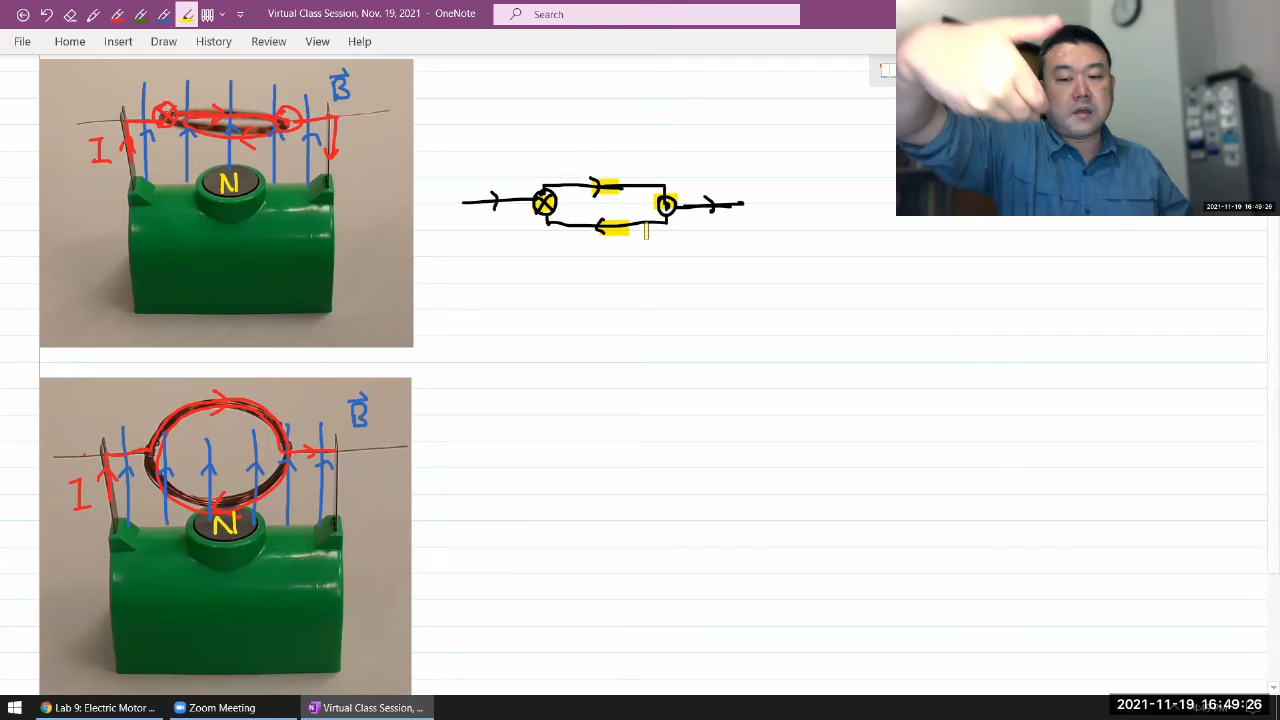 Virtual Class Session, Nov. 19, 2021 - OneNote
Search
File Home Insert Draw History Review View Help
B
I
N
B
I
N
2021-11-19 16:49:26
Lab 9: Electric Motor ...
Zoom Meeting
Virtual Class Session...
2021-11-19 16:49:26